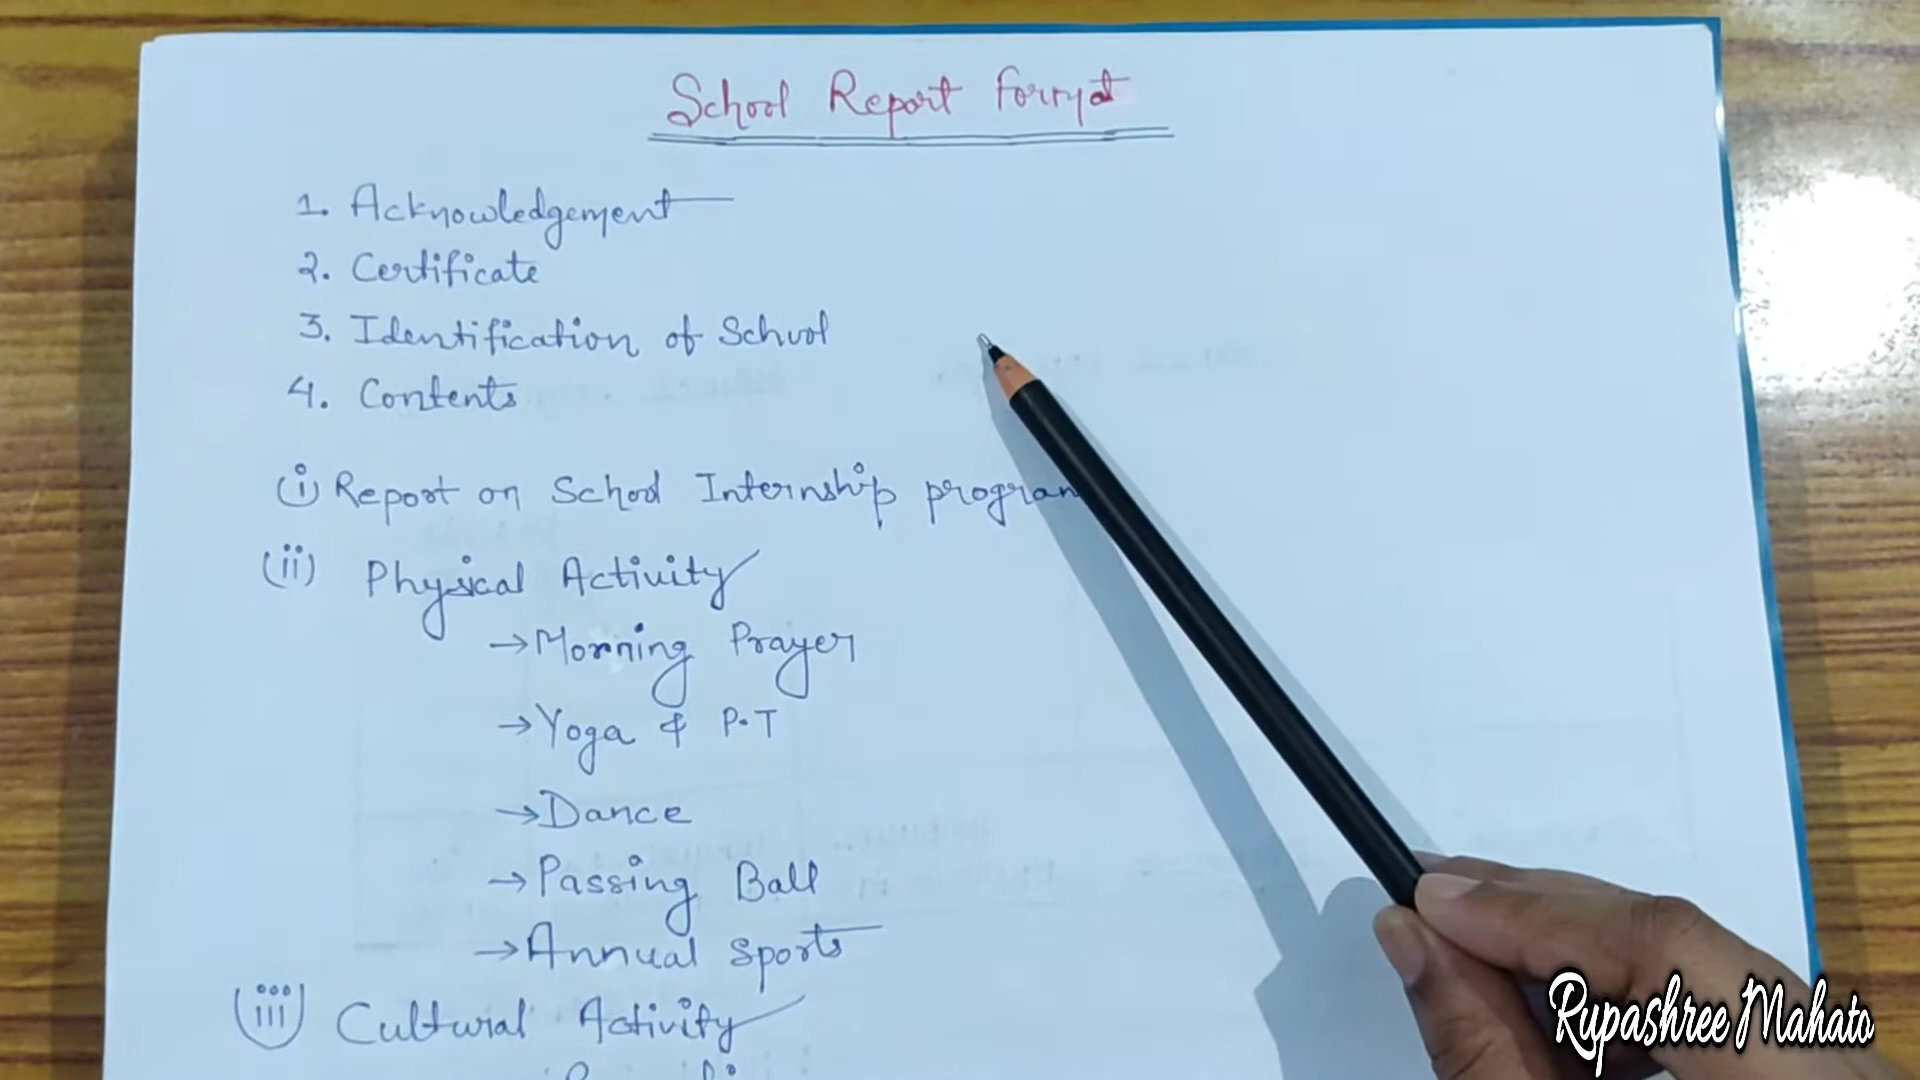 School Report Format
1. Acknowledgement
2. Certificate
3. Identification of School
4. Contents
(i) Report on School Internship program
(ii) Physical Activity
→ Morning Prayer
→ Yoga & P.T
→ Dance
→ Passing Ball
→ Annual Sports
(iii) Cultural Activity
Rupashree Mahato